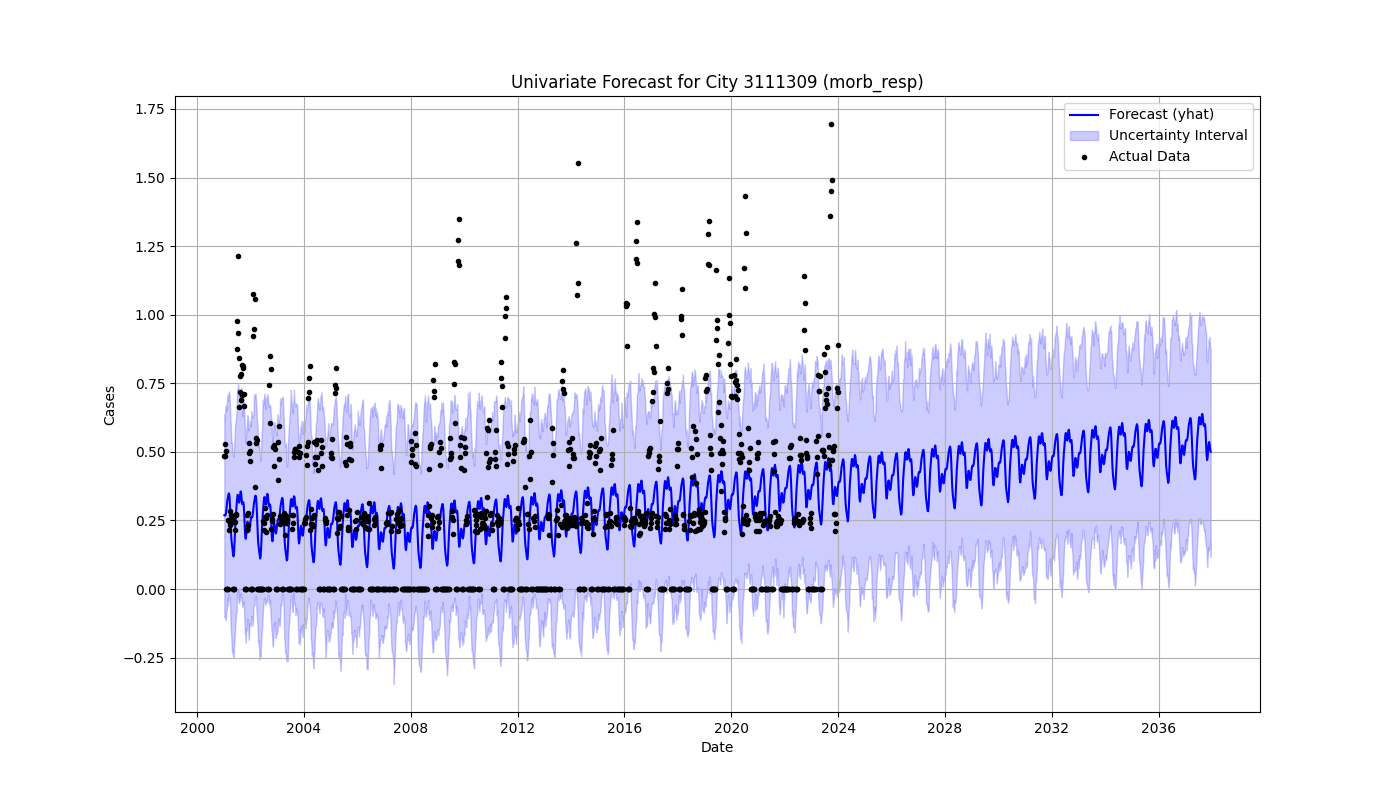 Univariate Forecast for City 3111309 (morb_resp)
Forecast (yhat)
Uncertainty Interval
Actual Data
Cases
1.75
1.50
1.25
1.00
0.75
0.50
0.25
0.00
−0.25
2000 2004 2008 2012 2016 2020 2024 2028 2032 2036
Date